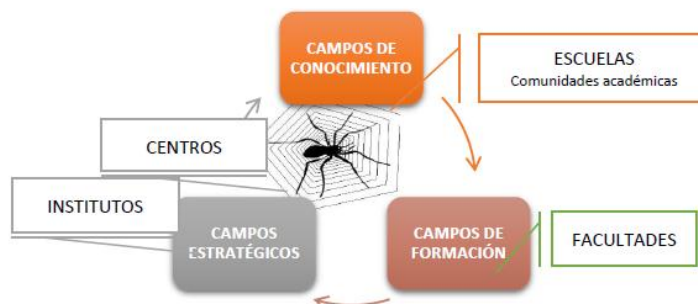 CAMPOS DE
CONOCIMIENTO
ESCUELAS
Comunidades académicas
CENTROS
INSTITUTOS
CAMPOS
ESTRATÉGICOS
CAMPOS DE
FORMACIÓN
FACULTADES